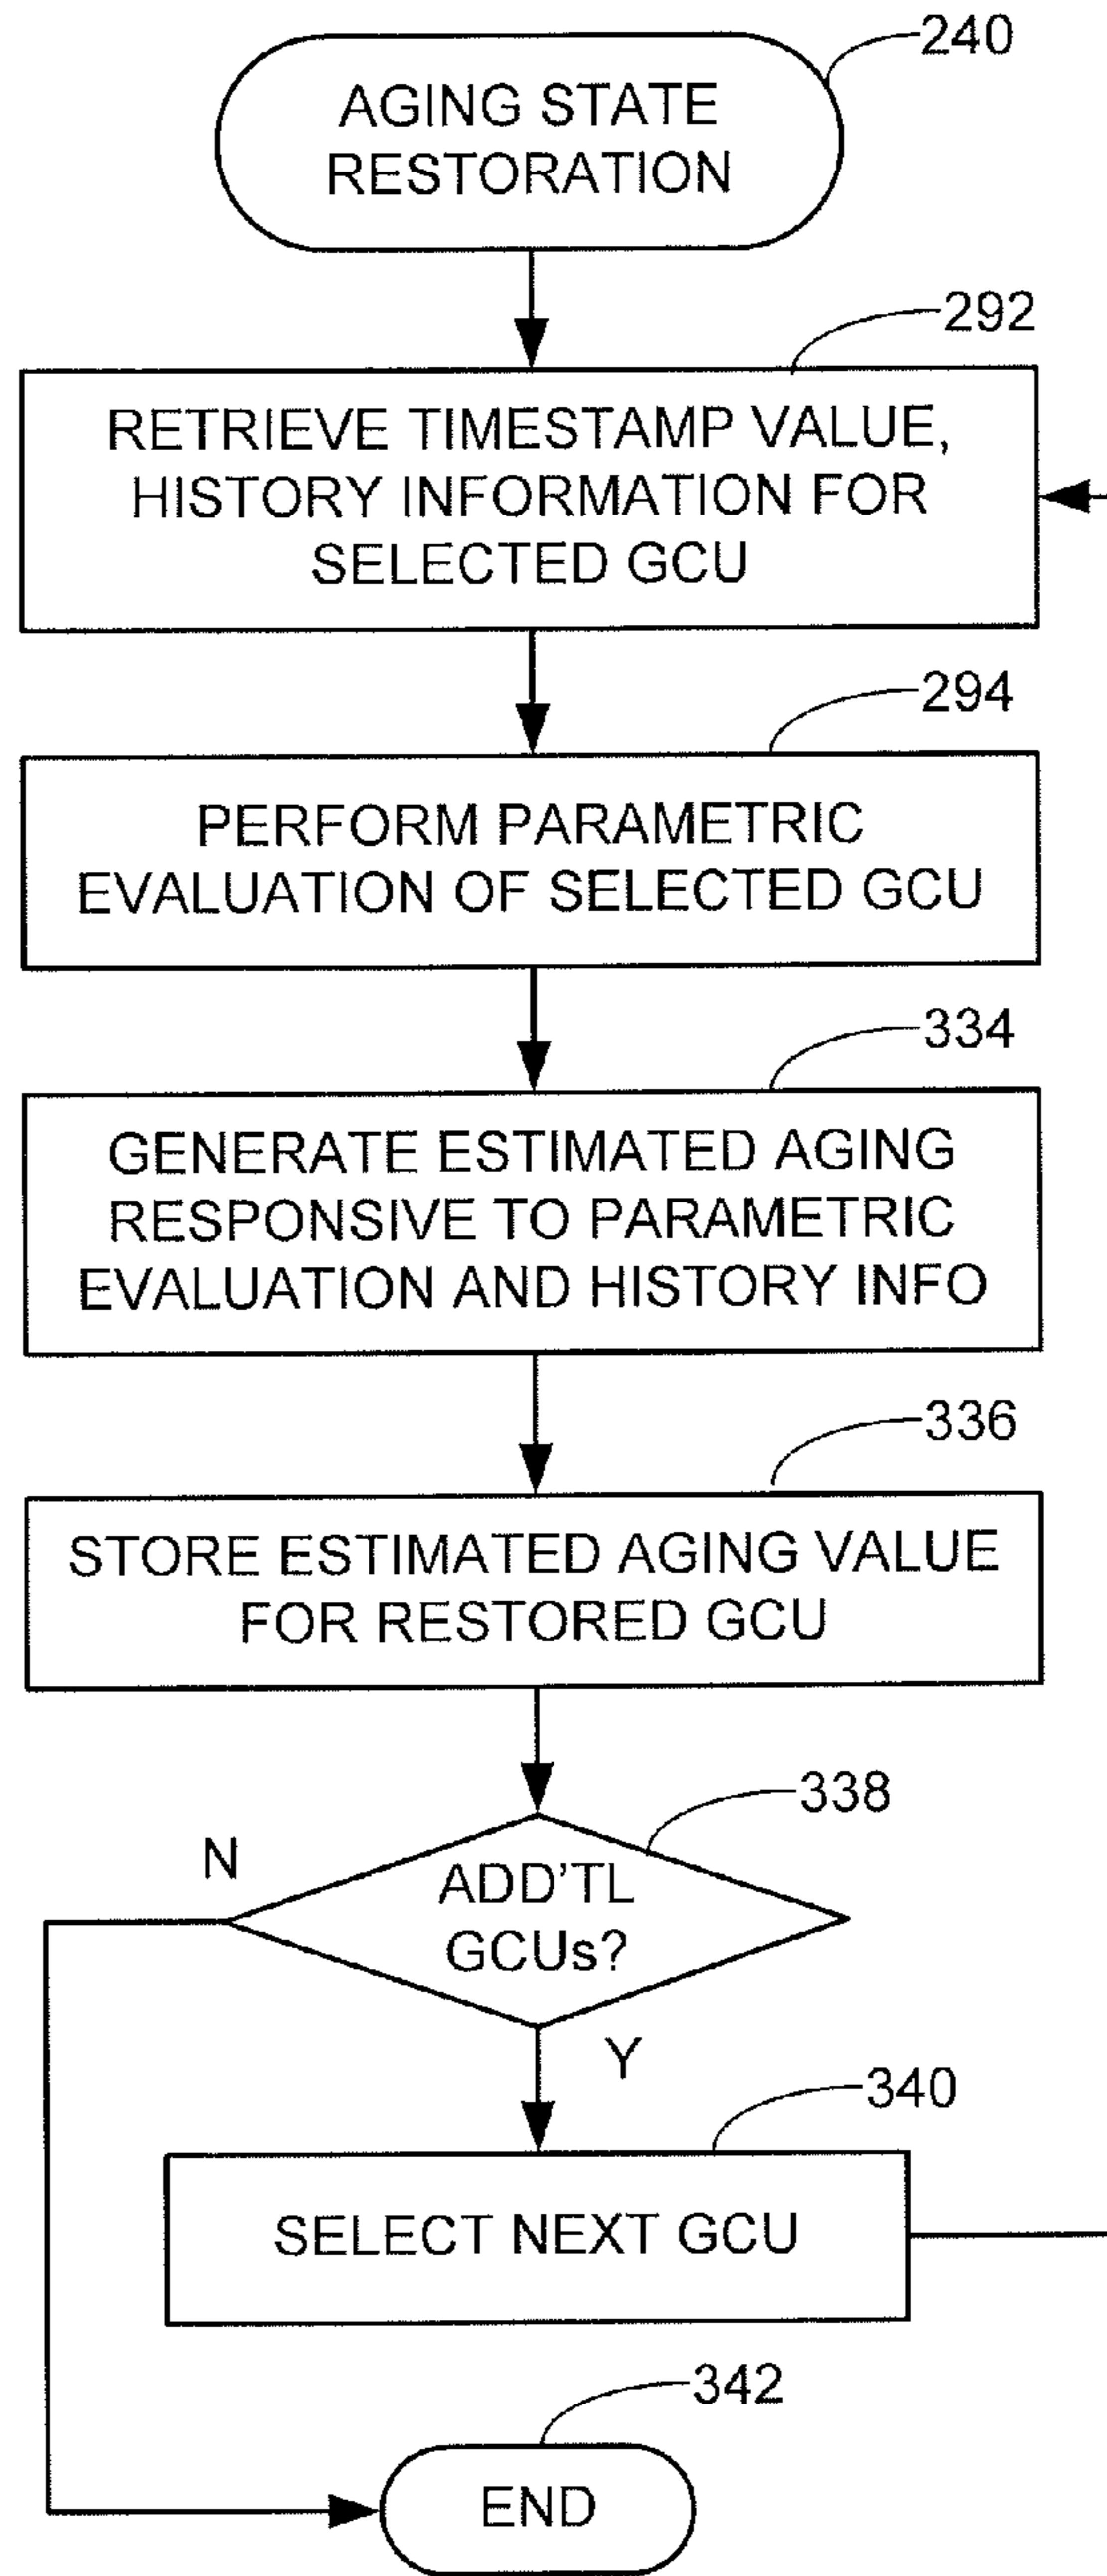 240
AGING STATE
RESTORATION
292
RETRIEVE TIMESTAMP VALUE,
HISTORY INFORMATION FOR
SELECTED GCU
294
PERFORM PARAMETRIC
EVALUATION OF SELECTED GCU
334
GENERATE ESTIMATED AGING
RESPONSIVE TO PARAMETRIC
EVALUATION AND HISTORY INFO
336
STORE ESTIMATED AGING VALUE
FOR RESTORED GCU
338
N
ADD'TL
GCUs?
Y
340
SELECT NEXT GCU
342
END